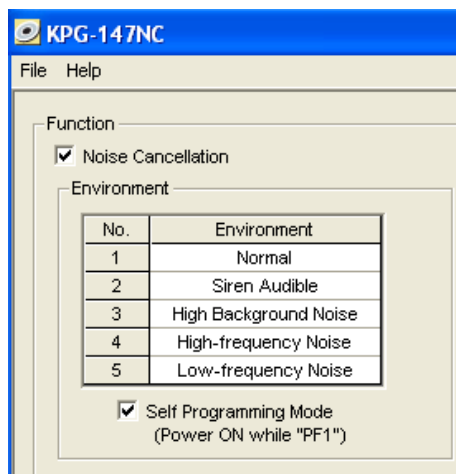 KPG-147NC
File Help
Function
Noise Cancellation
Environment
No. Environment
1 Normal
2 Siren Audible
3 High Background Noise
4 High-frequency Noise
5 Low-frequency Noise
Self Programming Mode
(Power ON while "PF1")